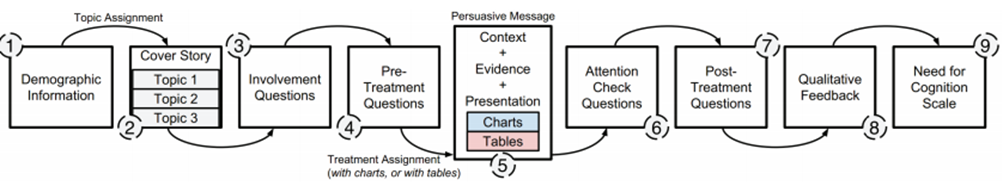 Topic Assignment
1
Demographic
Information
2
Cover Story
Topic 1
Topic 2
Topic 3
3
Involvement
Questions
4
Pre-
Treatment
Questions
Treatment Assignment
(with charts, or with tables)
Persuasive Message
Context
+
Evidence
+
Presentation
Charts
Tables
5
Attention
Check
Questions
6
7
Post-
Treatment
Questions
Qualitative
Feedback
8
9
Need for
Cognition
Scale